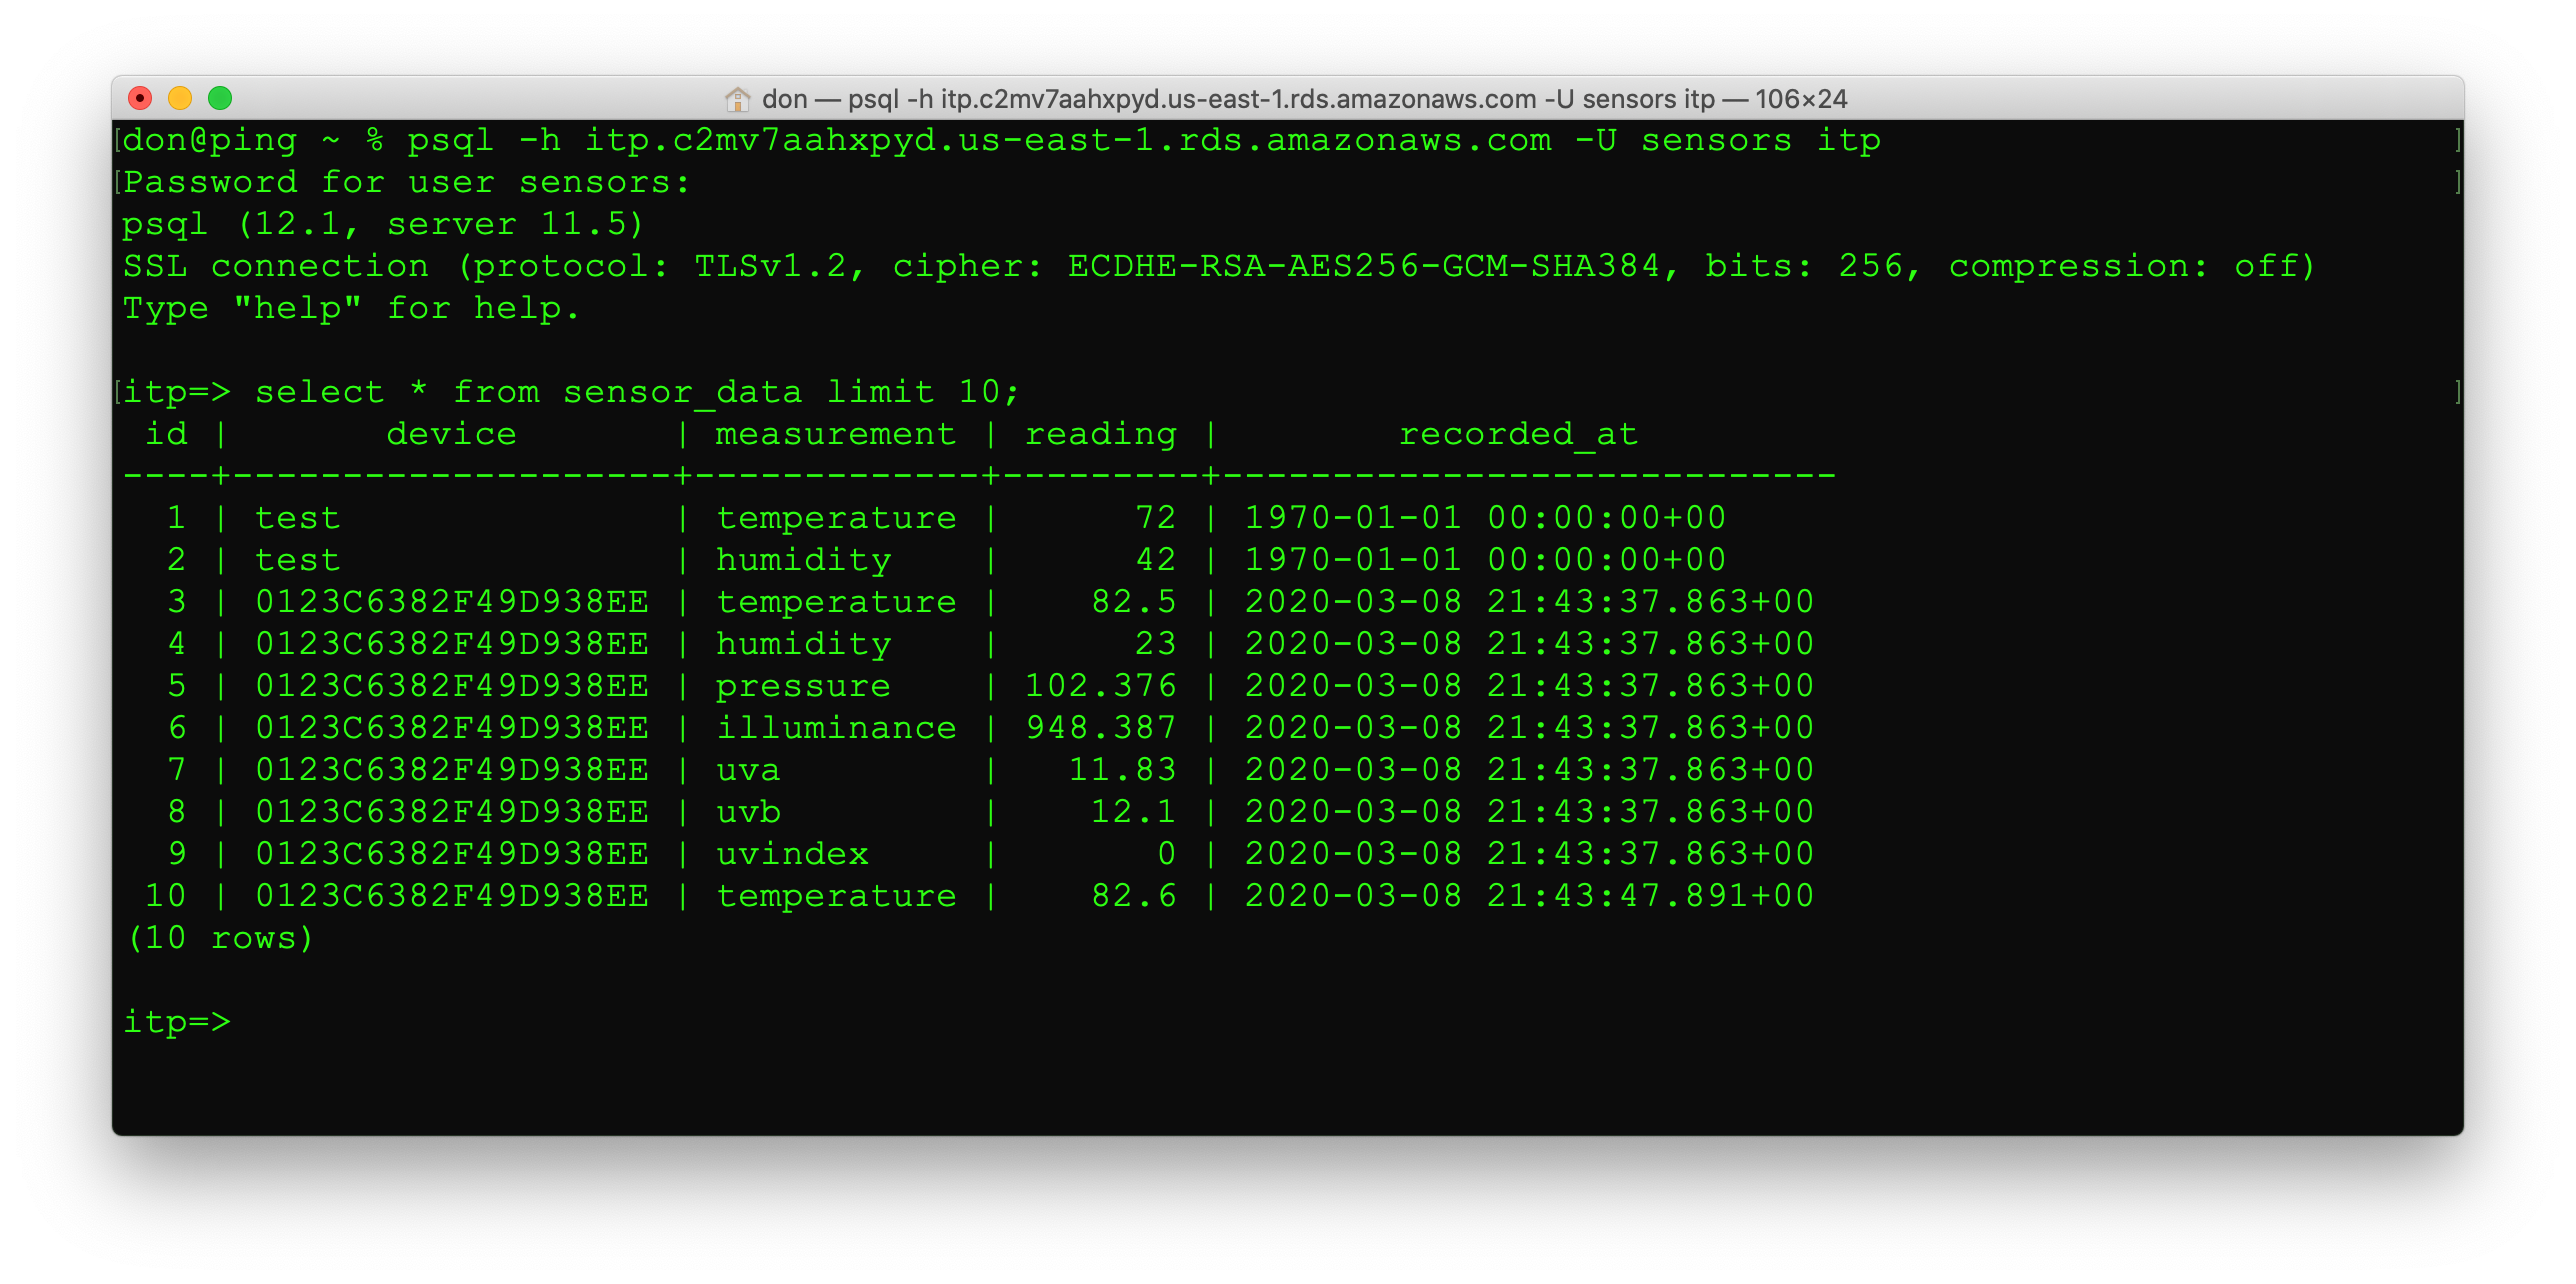 don — psql -h itp.c2mv7aahxpyd.us-east-1.rds.amazonaws.com -U sensors itp — 106×24
[don@ping ~ % psql -h itp.c2mv7aahxpyd.us-east-1.rds.amazonaws.com -U sensors itp ]
[Password for user sensors: ]
psql (12.1, server 11.5)
SSL connection (protocol: TLSv1.2, cipher: ECDHE-RSA-AES256-GCM-SHA384, bits: 256, compression: off)
Type "help" for help.
[itp=> select * from sensor_data limit 10; ]
 id |       device       | measurement | reading |        recorded_at
----+--------------------+-------------+---------+----------------------------
  1 | test               | temperature |      72 | 1970-01-01 00:00:00+00
  2 | test               | humidity    |      42 | 1970-01-01 00:00:00+00
  3 | 0123C6382F49D938EE | temperature |    82.5 | 2020-03-08 21:43:37.863+00
  4 | 0123C6382F49D938EE | humidity    |      23 | 2020-03-08 21:43:37.863+00
  5 | 0123C6382F49D938EE | pressure    | 102.376 | 2020-03-08 21:43:37.863+00
  6 | 0123C6382F49D938EE | illuminance | 948.387 | 2020-03-08 21:43:37.863+00
  7 | 0123C6382F49D938EE | uva         |   11.83 | 2020-03-08 21:43:37.863+00
  8 | 0123C6382F49D938EE | uvb         |    12.1 | 2020-03-08 21:43:37.863+00
  9 | 0123C6382F49D938EE | uvindex     |       0 | 2020-03-08 21:43:37.863+00
 10 | 0123C6382F49D938EE | temperature |    82.6 | 2020-03-08 21:43:47.891+00
(10 rows)
itp=>